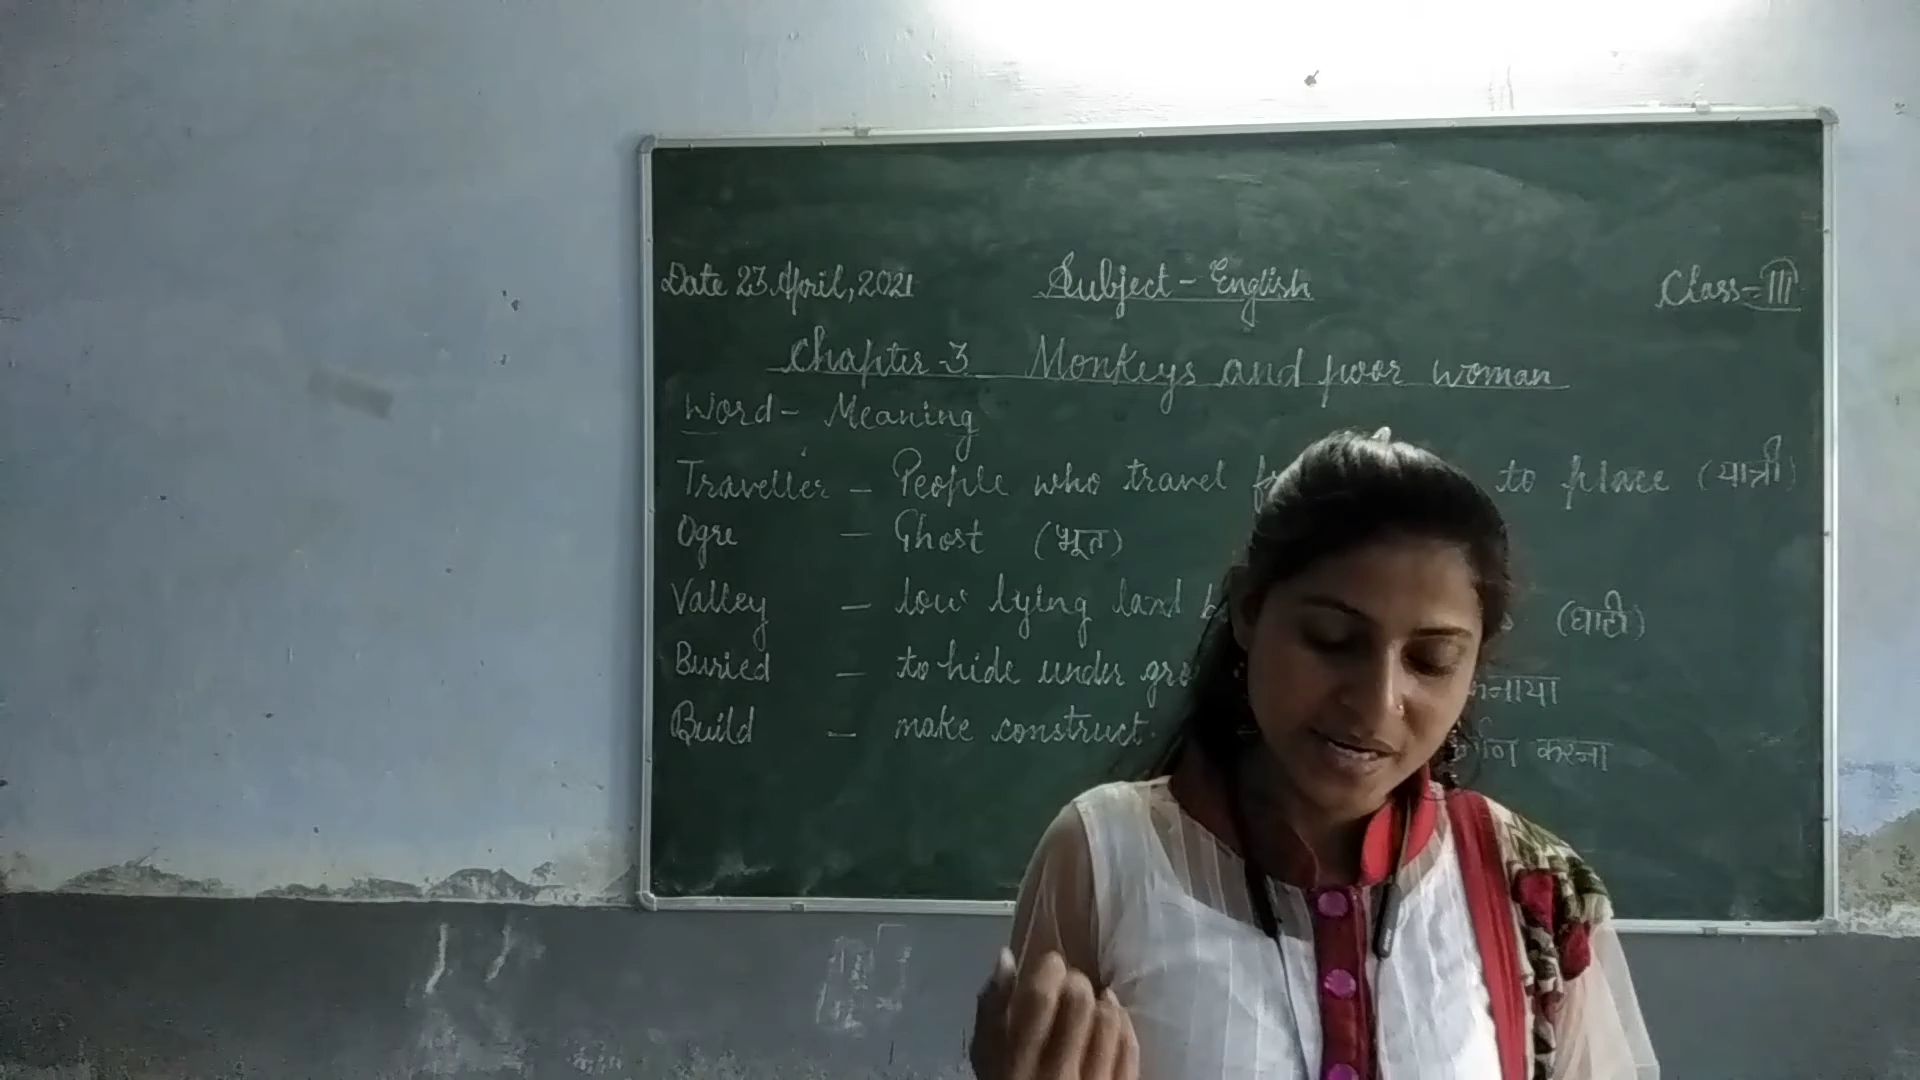 Date 23 April, 2021 Subject - English Class - III
Chapter - 3 Monkeys and poor woman
Word - Meaning
Traveller - People who travel to place (यात्री)
Ogre - Ghost (भूत)
Valley - low lying land (घाटी)
Buried - to hide under
Build - make construct करना